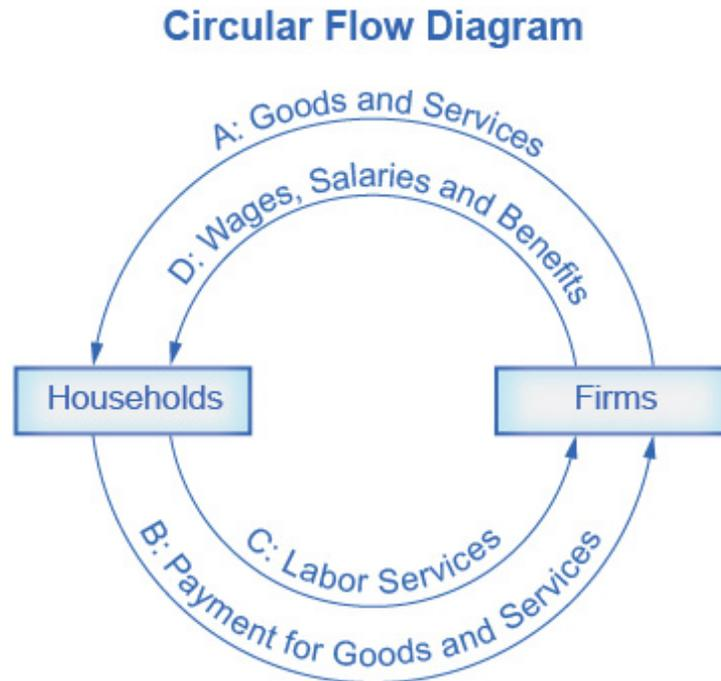 Circular Flow Diagram
A: Goods and Services
D: Wages, Salaries and Benefits
Households
Firms
C: Labor Services
B: Payment for Goods and Services